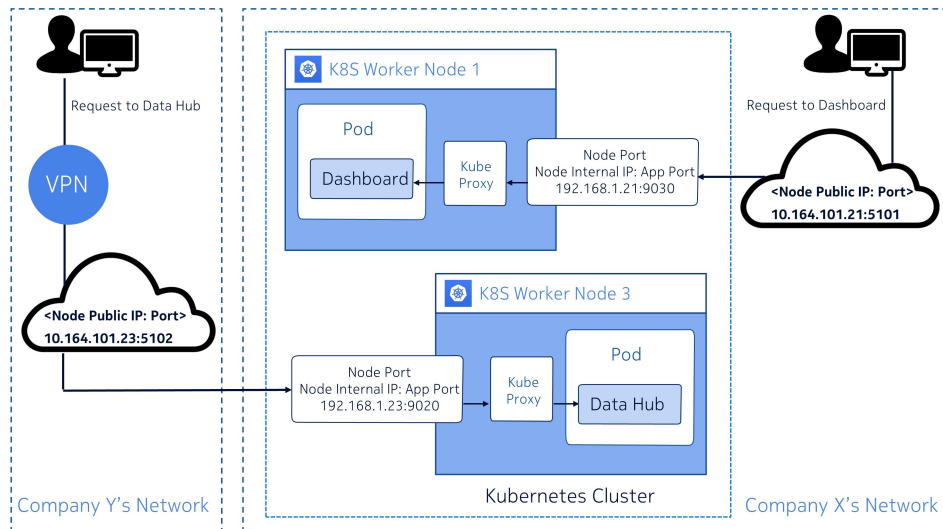 Request to Data Hub
VPN
<Node Public IP: Port>
10.164.101.23:5102
Company Y's Network
K8S Worker Node 1
Pod
Dashboard
Kube
Proxy
Node Port
Node Internal IP: App Port
192.168.1.21:9030
Request to Dashboard
<Node Public IP: Port>
10.164.101.21:5101
K8S Worker Node 3
Node Port
Node Internal IP: App Port
192.168.1.23:9020
Kube
Proxy
Pod
Data Hub
Kubernetes Cluster
Company X's Network